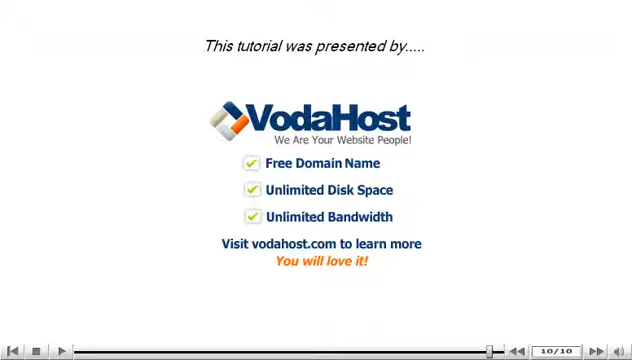 This tutorial was presented by.....
VodaHost
We Are Your Website People!
Free Domain Name
Unlimited Disk Space
Unlimited Bandwidth
Visit vodahost.com to learn more
You will love it!
10/10